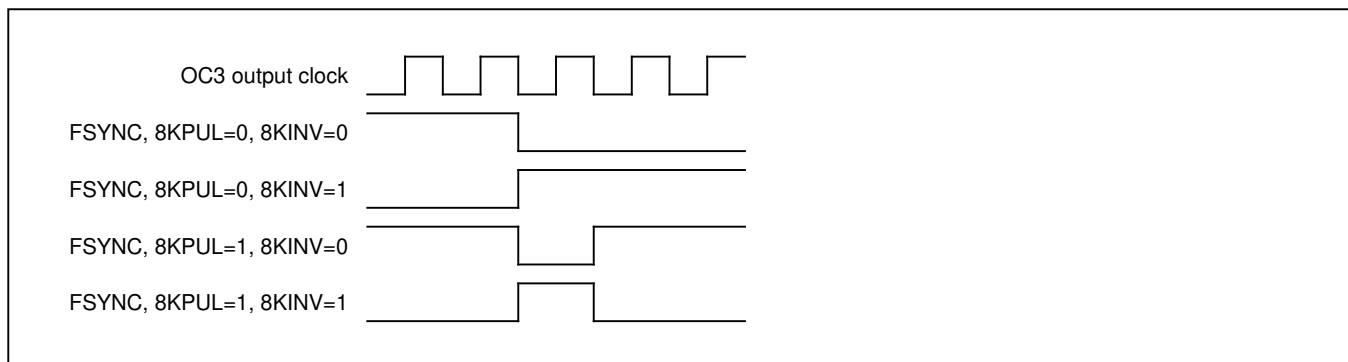 OC3 output clock
FSYNC, 8KPUL=0, 8KINV=0
FSYNC, 8KPUL=0, 8KINV=1
FSYNC, 8KPUL=1, 8KINV=0
FSYNC, 8KPUL=1, 8KINV=1